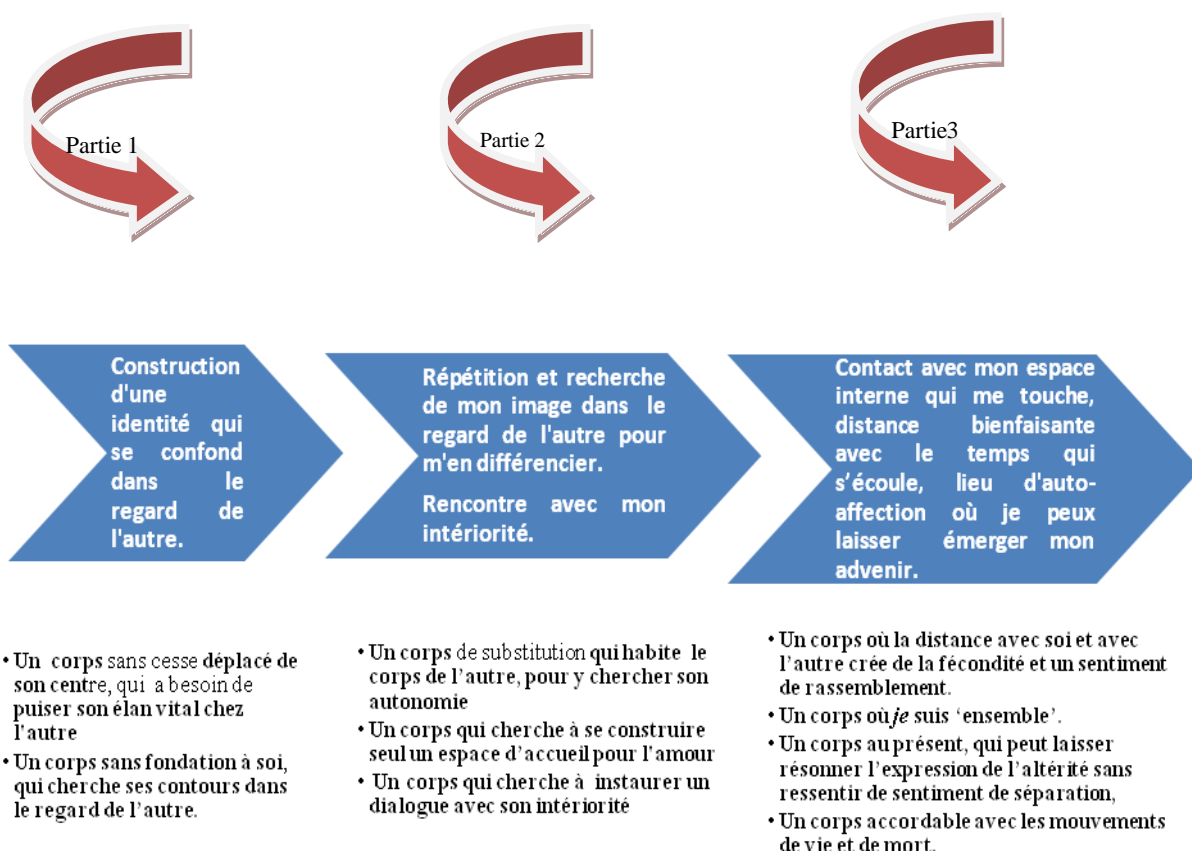 Partie 1
Partie 2
Partie3
Construction
d'une
identité qui
se confond
dans le
regard de
l'autre.
Répétition et recherche
de mon image dans le
regard de l'autre pour
m'en différencier.
Rencontre avec mon
intériorité.
Contact avec mon espace
interne qui me touche,
distance bienfaisante
avec le temps qui
s’écoule, lieu d'auto-
affection où je peux
laisser émerger mon
advenir.
• Un corps sans cesse déplacé de
son centre, qui a besoin de
puiser son élan vital chez
l’autre
• Un corps sans fondation à soi,
qui cherche ses contours dans
le regard de l’autre.
• Un corps de substitution qui habite le
corps de l’autre, pour y chercher son
autonomie
• Un corps qui cherche à se construire
seul un espace d’accueil pour l’amour
• Un corps qui cherche à instaurer un
dialogue avec son intériorité
• Un corps où la distance avec soi et avec
l’autre crée de la fécondité et un sentiment
de rassemblement.
• Un corps où je suis ‘ensemble’.
• Un corps au présent, qui peut laisser
résonner l’expression de l’altérité sans
ressentir de sentiment de séparation,
• Un corps accordable avec les mouvements
de vie et de mort.